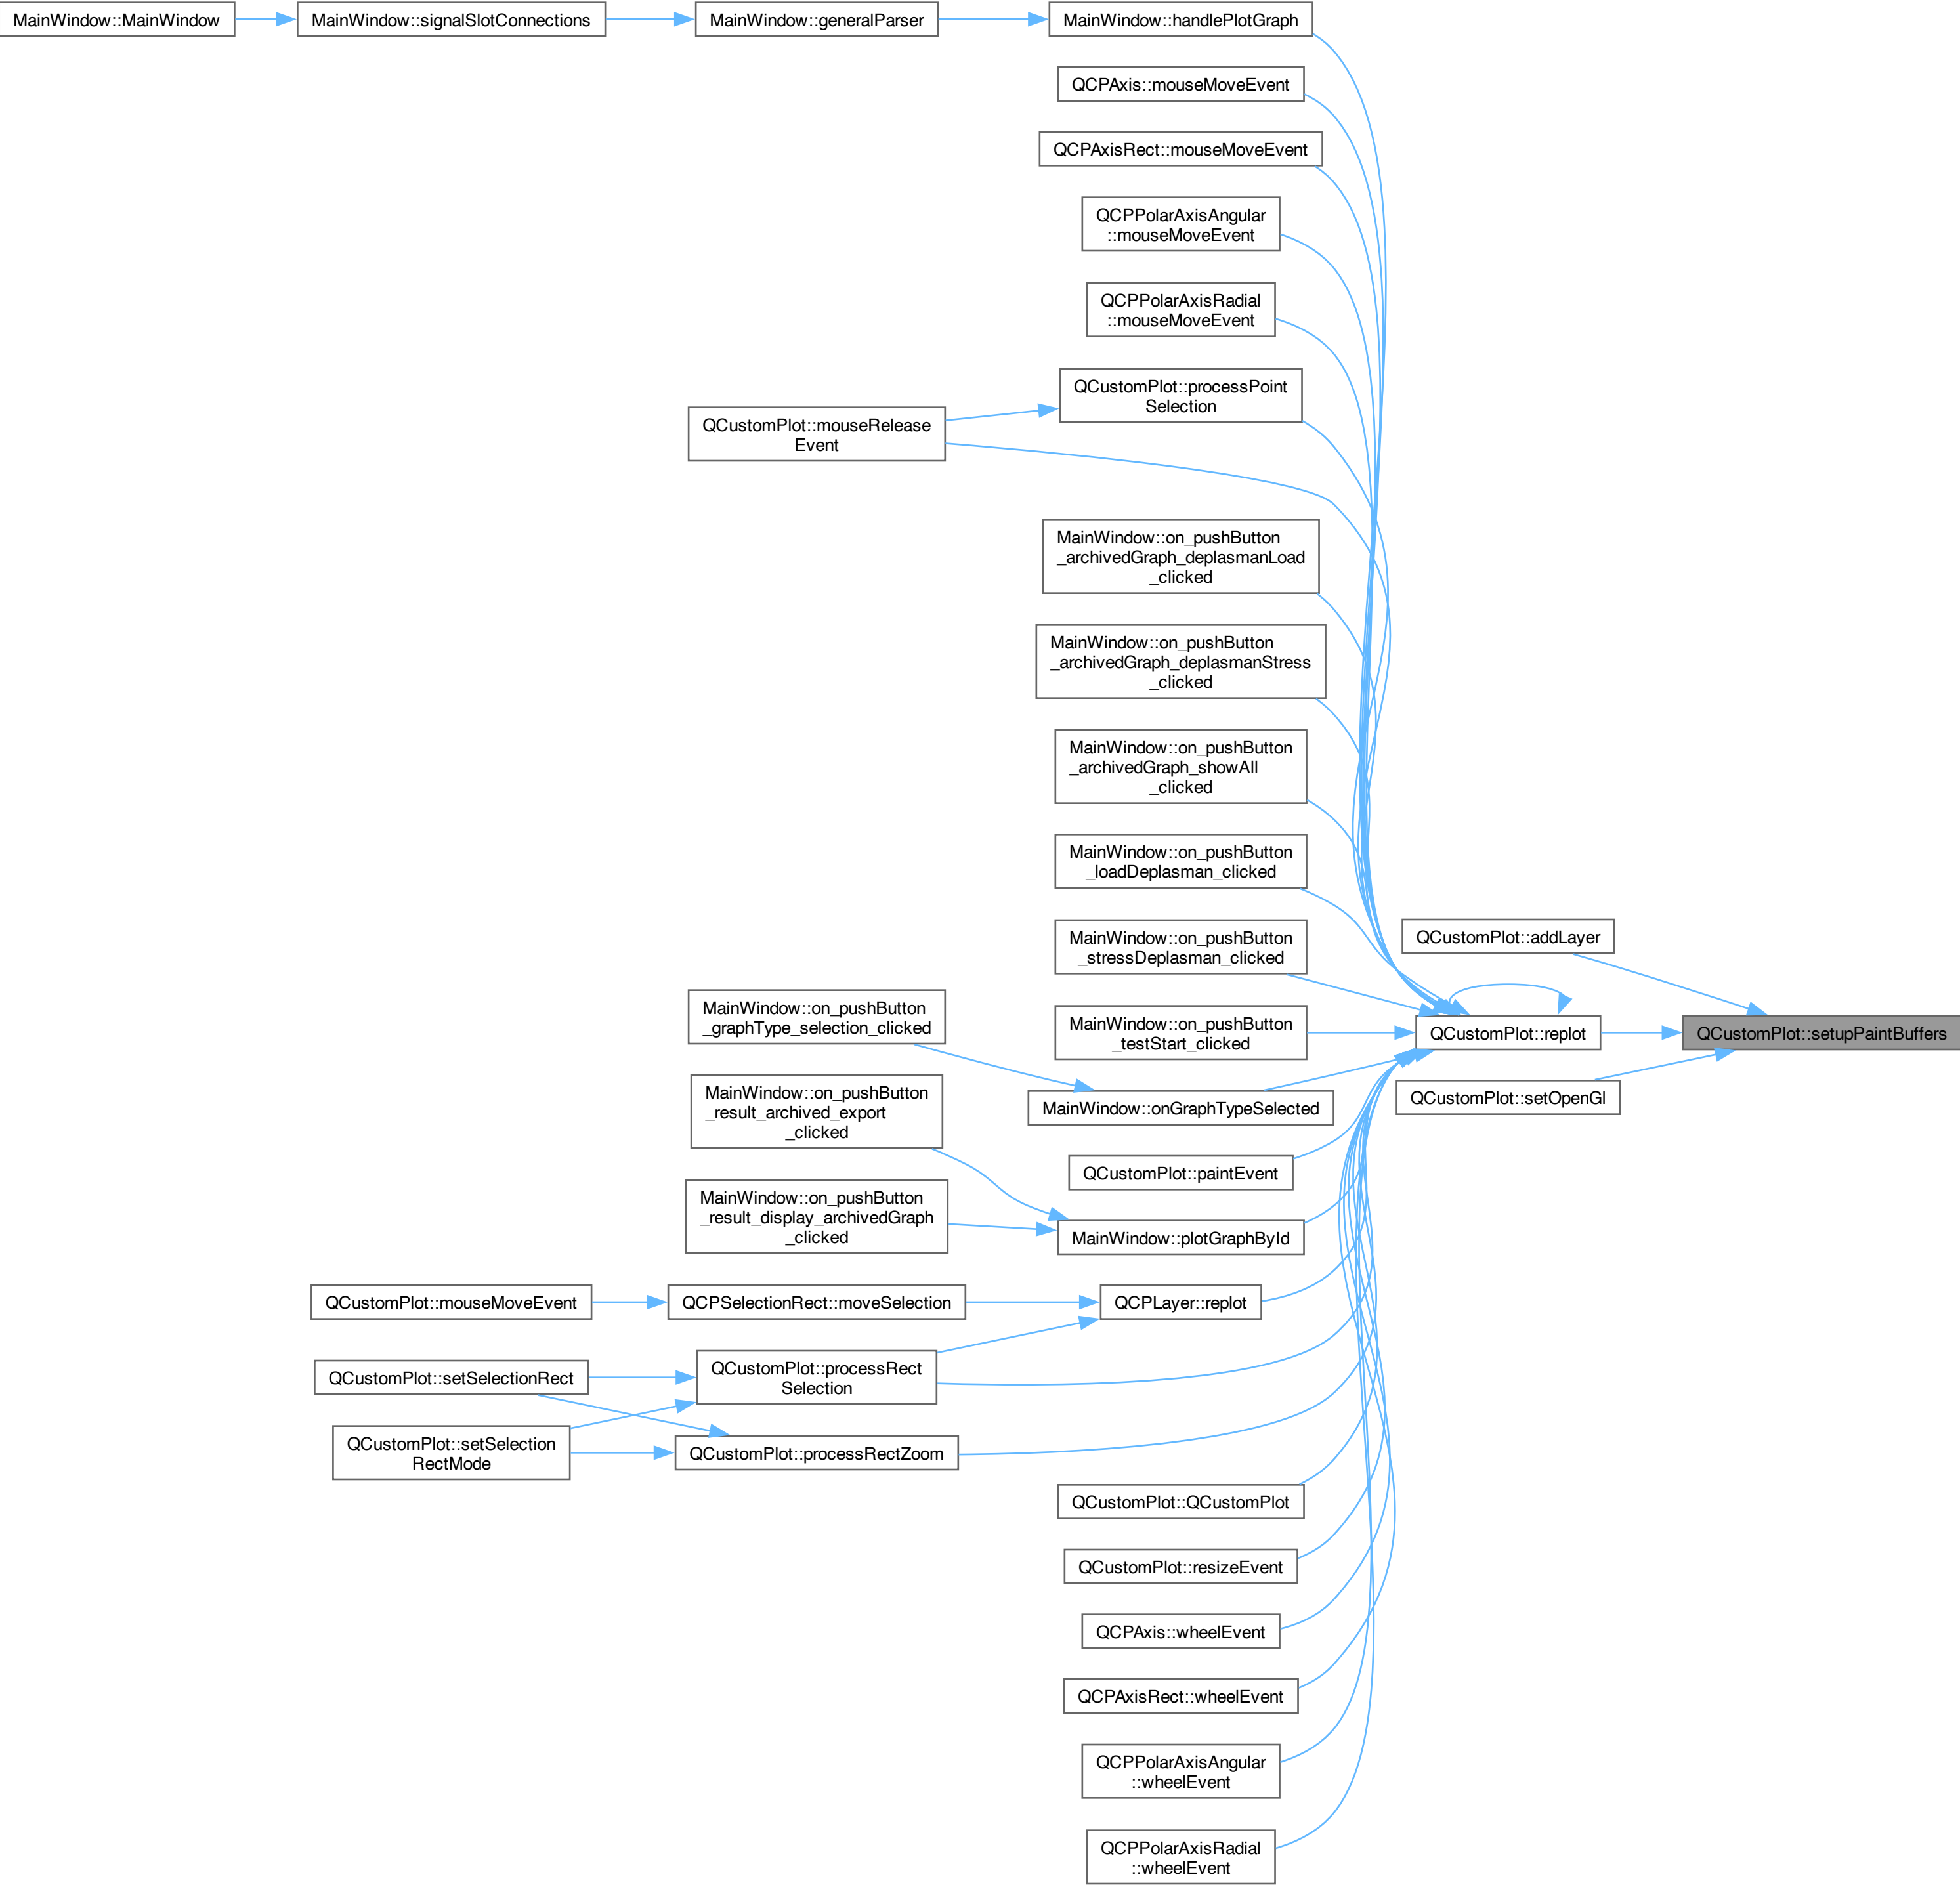 MainWindow::MainWindow
MainWindow::signalSlotConnections
MainWindow::generalParser
MainWindow::handlePlotGraph
QCPAxis::mouseMoveEvent
QCPAxisRect::mouseMoveEvent
QCPPolarAxisAngular
::mouseMoveEvent
QCPPolarAxisRadial
::mouseMoveEvent
QCustomPlot::processPoint
Selection
QCustomPlot::mouseRelease
Event
MainWindow::on_pushButton
_archivedGraph_deplasmanLoad
_clicked
MainWindow::on_pushButton
_archivedGraph_deplasmanStress
_clicked
MainWindow::on_pushButton
_archivedGraph_showAll
_clicked
MainWindow::on_pushButton
_loadDeplasman_clicked
MainWindow::on_pushButton
_stressDeplasman_clicked
QCustomPlot::addLayer
MainWindow::on_pushButton
_graphType_selection_clicked
MainWindow::on_pushButton
_testStart_clicked
QCustomPlot::replot
QCustomPlot::setupPaintBuffers
QCustomPlot::setOpenGl
MainWindow::onGraphTypeSelected
MainWindow::on_pushButton
_result_archived_export
_clicked
QCustomPlot::paintEvent
MainWindow::on_pushButton
_result_display_archivedGraph
_clicked
MainWindow::plotGraphById
QCustomPlot::mouseMoveEvent
QCPSelectionRect::moveSelection
QCPLayer::replot
QCustomPlot::setSelectionRect
QCustomPlot::processRect
Selection
QCustomPlot::setSelection
RectMode
QCustomPlot::processRectZoom
QCustomPlot::QCustomPlot
QCustomPlot::resizeEvent
QCPAxis::wheelEvent
QCPAxisRect::wheelEvent
QCPPolarAxisAngular
::wheelEvent
QCPPolarAxisRadial
::wheelEvent